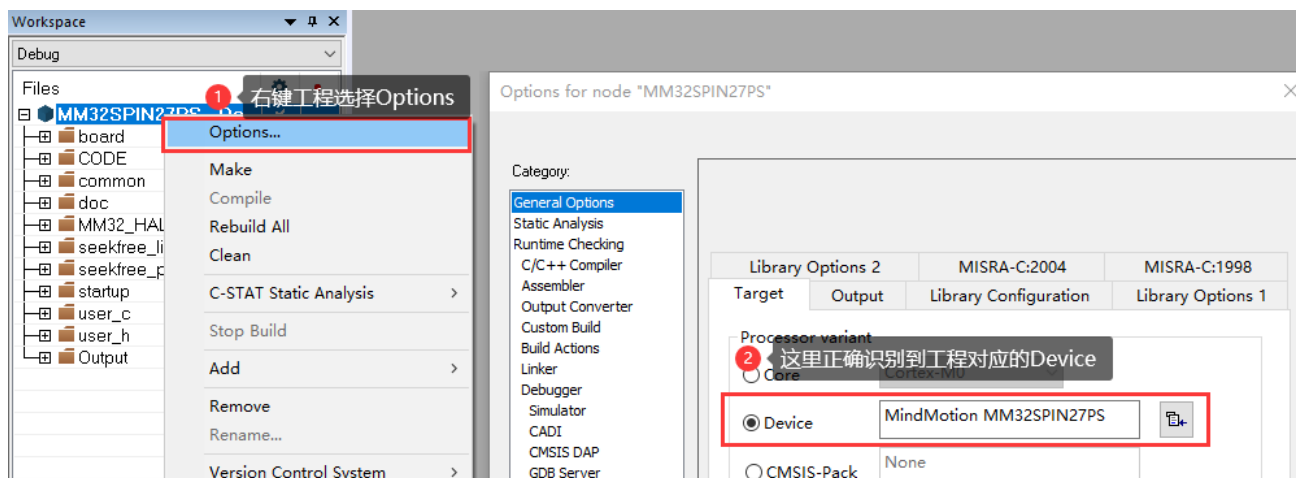 Workspace
Debug
Files
1 右键工程选择Options
MM32SPIN27PS - De
board
CODE
common
doc
MM32_HAL
seekfree_li
seekfree_p
startup
user_c
user_h
Output
Options...
Make
Compile
Rebuild All
Clean
C-STAT Static Analysis
Stop Build
Add
Remove
Rename...
Version Control System
Options for node "MM32SPIN27PS"
Category:
General Options
Static Analysis
Runtime Checking
C/C++ Compiler
Assembler
Output Converter
Custom Build
Build Actions
Linker
Debugger
Simulator
CADI
CMSIS DAP
GDB Server
Library Options 2 MISRA-C:2004 MISRA-C:1998
Target Output Library Configuration Library Options 1
Processor variant
2 这里正确识别到工程对应的Device
Core Cortex-M0
Device MindMotion MM32SPIN27PS
CMSIS-Pack None